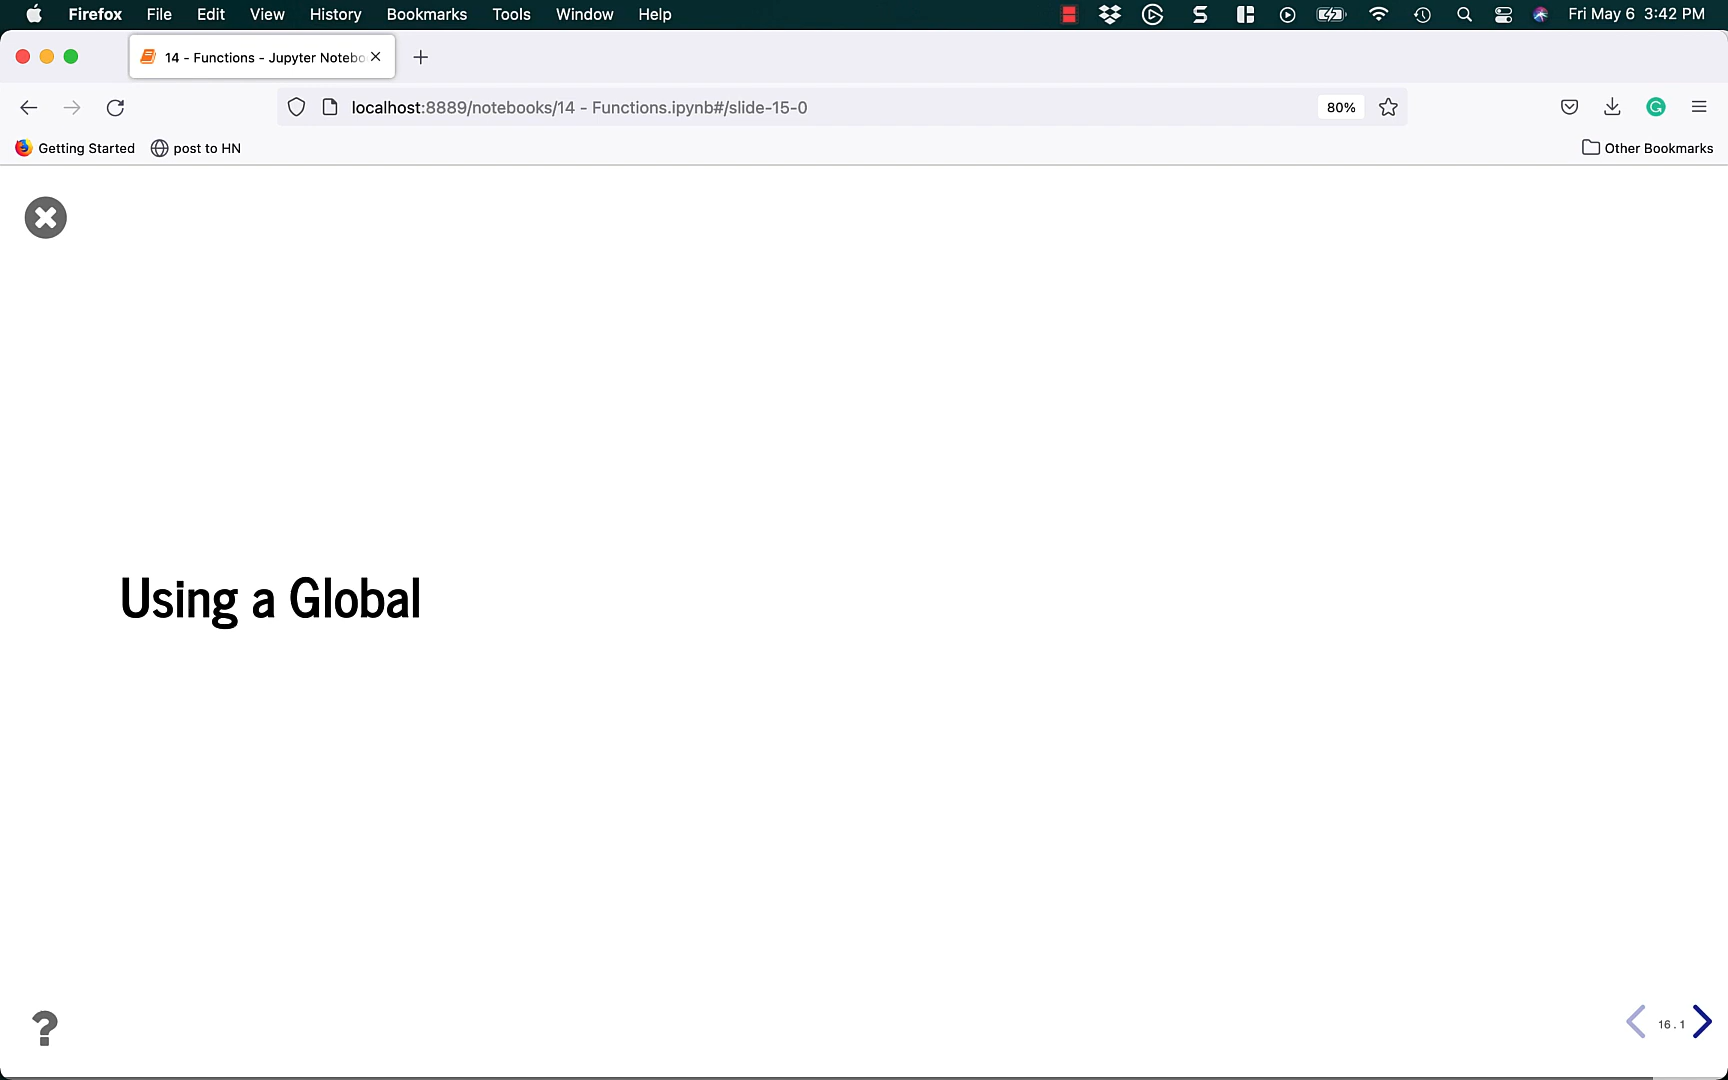 Firefox File Edit View History Bookmarks Tools Window Help Fri May 6 3:42 PM
14 - Functions - Jupyter Notebo
localhost:8889/notebooks/14 - Functions.ipynb#/slide-15-0 80%
Getting Started post to HN Other Bookmarks
Using a Global
?
16.1